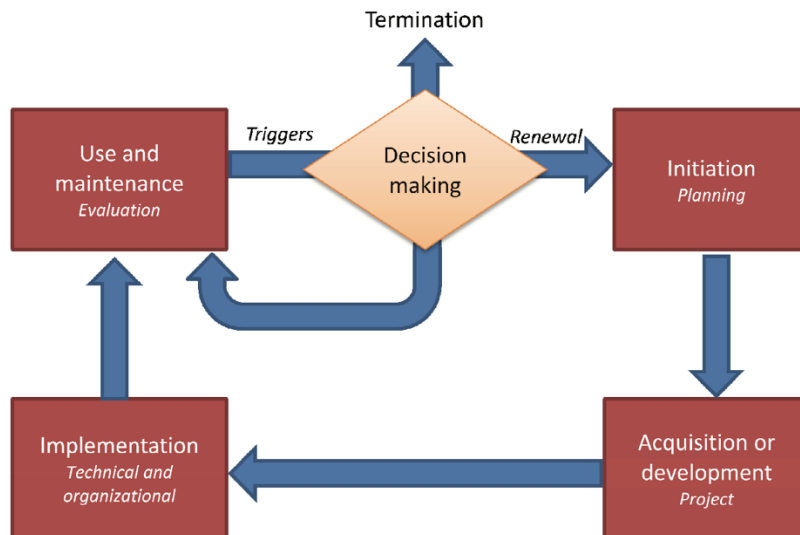 Termination
Triggers
Renewal
Use and
maintenance
Evaluation
Decision
making
Initiation
Planning
Implementation
Technical and
organizational
Acquisition or
development
Project